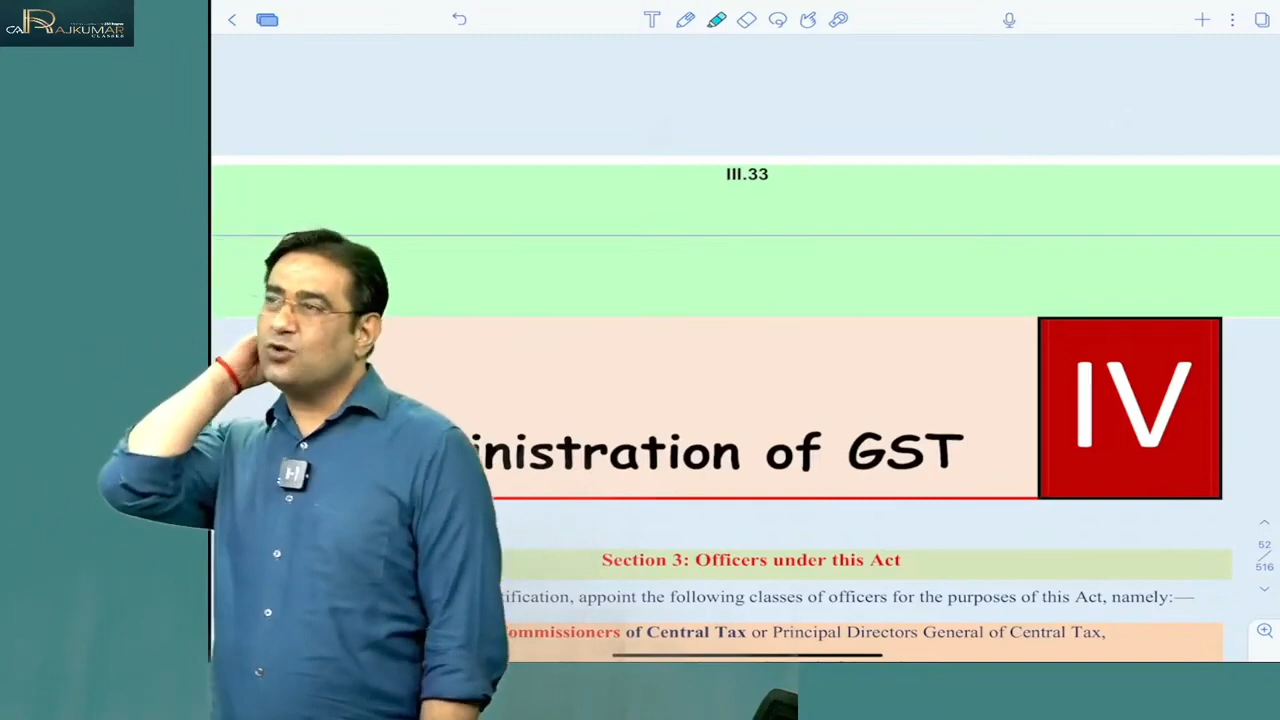 CA RAJKUMAR
CLASSES
III.33
IV
inistration of GST
Section 3: Officers under this Act
tification, appoint the following classes of officers for the purposes of this Act, namely:—
ommissioners of Central Tax or Principal Directors General of Central Tax,
52
516
H
T